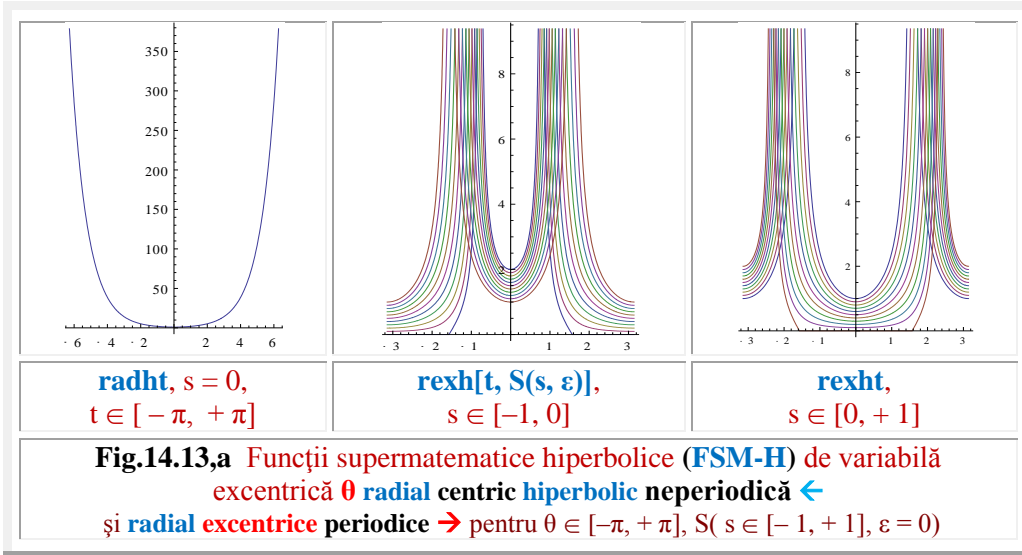 350
300
250
200
150
100
50
- 6 - 4 - 2 2 4 6
8
6
4
2
- 3 - 2 - 1 1 2 3
8
6
4
2
- 3 - 2 - 1 1 2 3
radht, s = 0,
t ∈ [ – π, + π]
rexh[t, S(s, ε)],
s ∈ [–1, 0]
rexht,
s ∈ [0, + 1]
Fig.14.13,a Funcţii supermatematice hiperbolice (FSM-H) de variabilă
excentrică θ radial centric hiperbolic neperiodică ←
şi radial excentrice periodice → pentru θ ∈ [–π, + π], S( s ∈ [– 1, + 1], ε = 0)